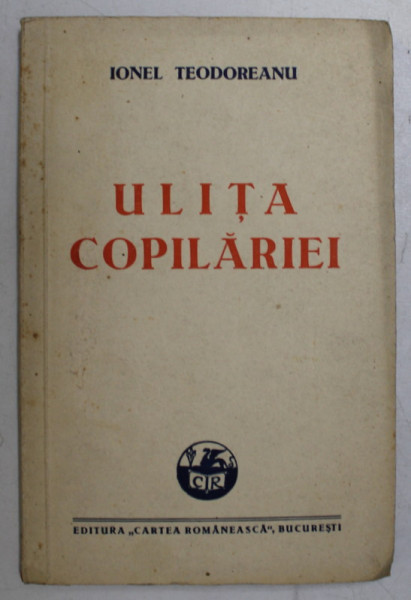 IONEL TEODOREANU
ULIȚA
COPILĂRIEI
CR
EDITURA „CARTEA ROMÂNEASCĂ”, BUCUREȘTI